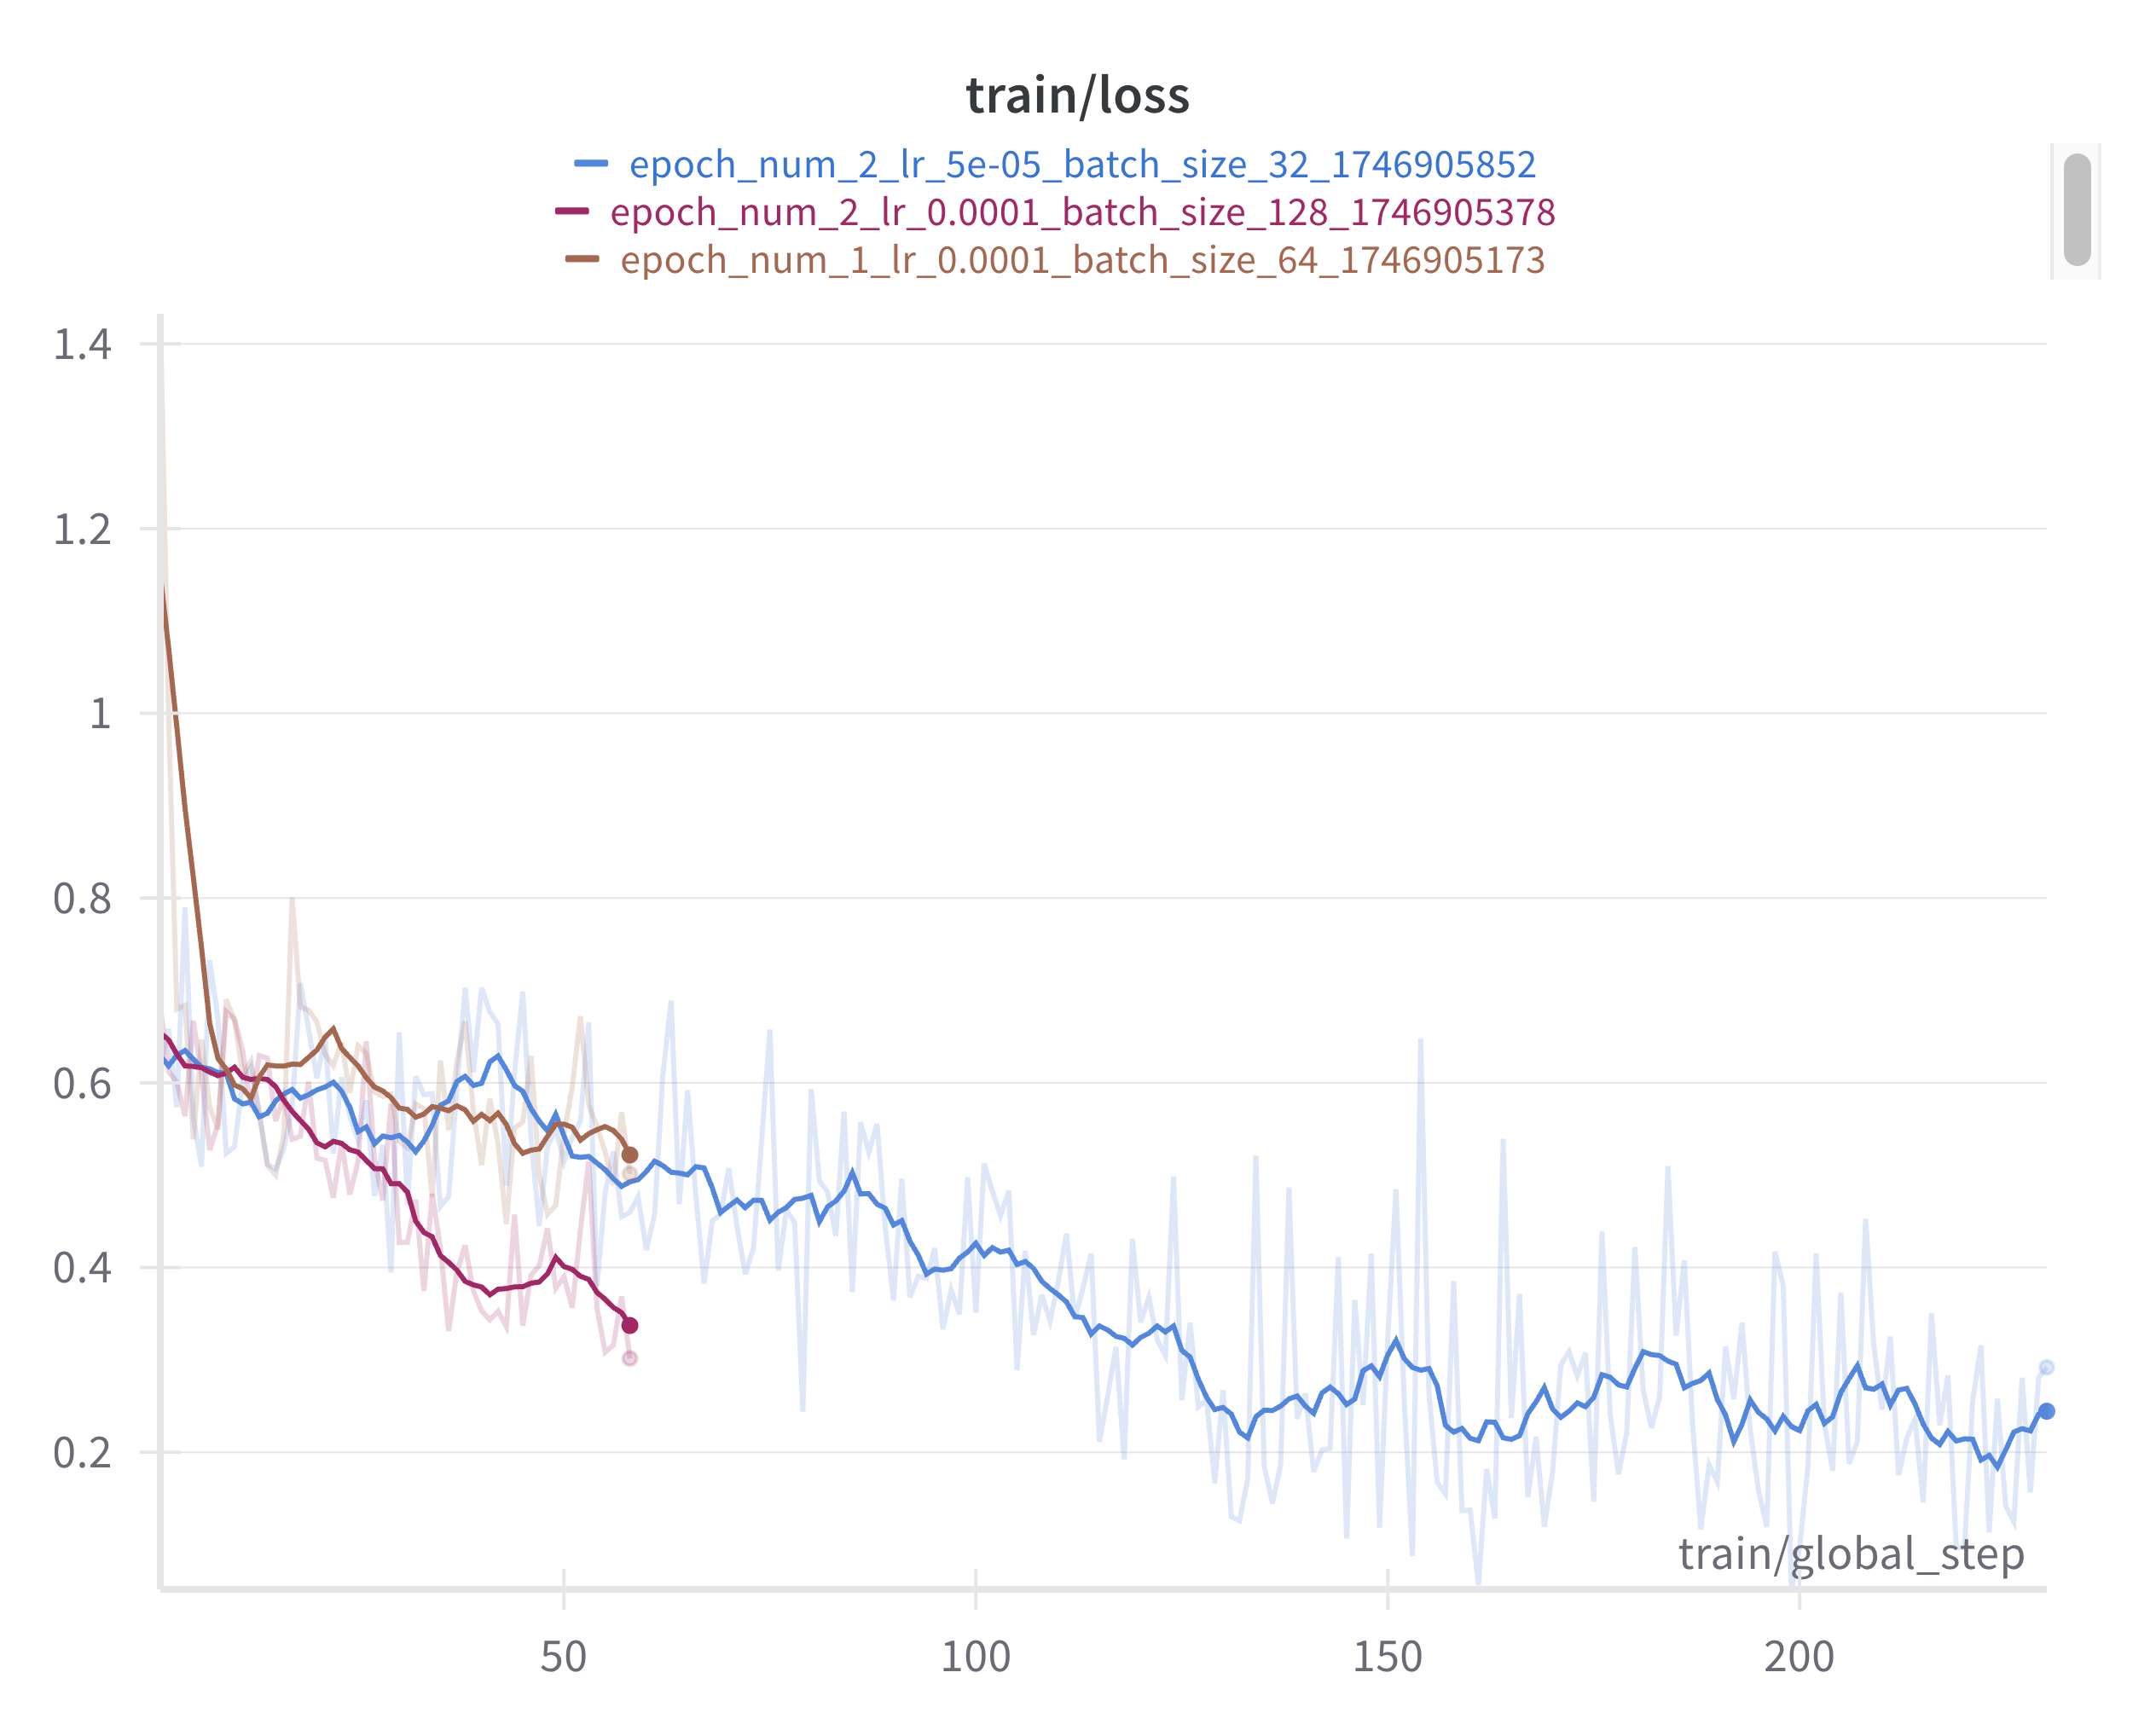 train/loss
epoch_num_2_lr_5e-05_batch_size_32_1746905852
epoch_num_2_lr_0.0001_batch_size_128_1746905378
epoch_num_1_lr_0.0001_batch_size_64_1746905173
1.4
1.2
1
0.8
0.6
0.4
0.2
train/global_step
50
100
150
200